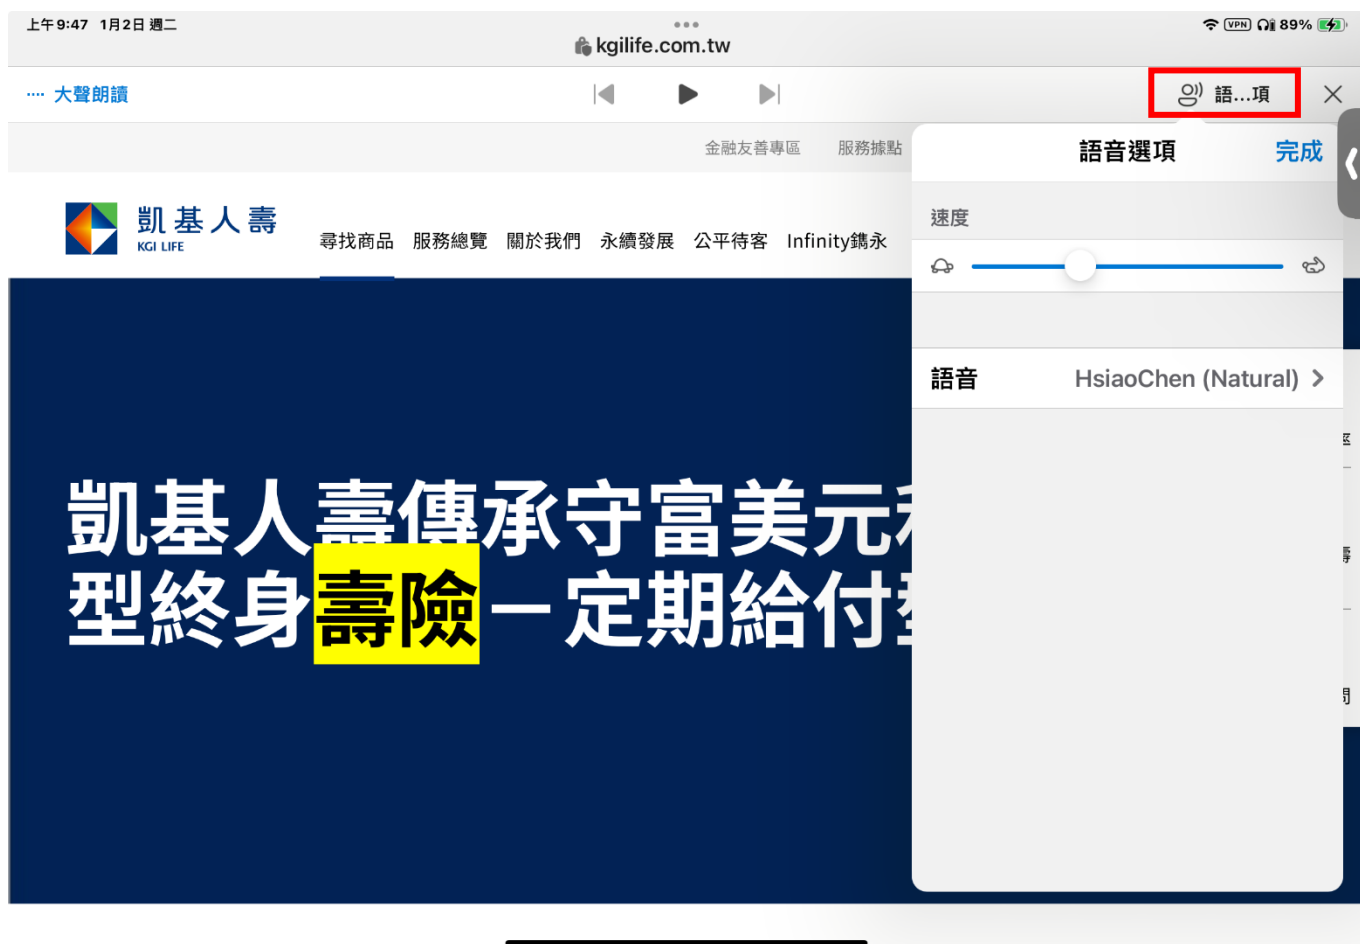 上午9:47 1月2日 週二
VPN 89%
kgilife.com.tw
大聲朗讀
語…項
金融友善專區 服務據點
語音選項 完成
凱基人壽
KGI LIFE
尋找商品 服務總覽 關於我們 永續發展 公平待客 Infinity鐫永
速度
語音 HsiaoChen (Natural)
凱基人壽傳承守富美元
型終身壽險－定期給付